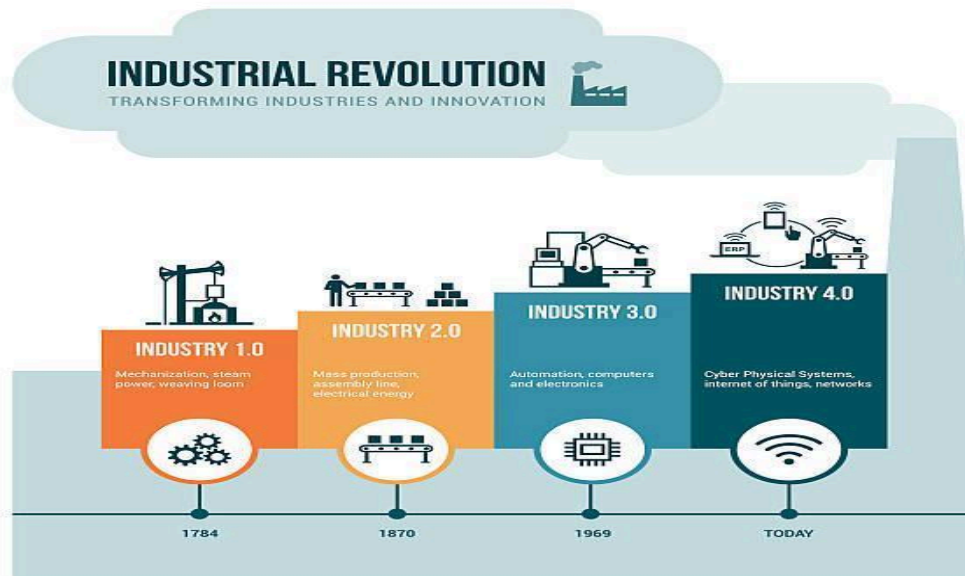 INDUSTRIAL REVOLUTION
TRANSFORMING INDUSTRIES AND INNOVATION
INDUSTRY 1.0
Mechanization, steam
power, weaving loom
1784
INDUSTRY 2.0
Mass production,
assembly line,
electrical energy
1870
INDUSTRY 3.0
Automation, computers
and electronics
1969
ERP
INDUSTRY 4.0
Cyber Physical Systems,
internet of things, networks
TODAY